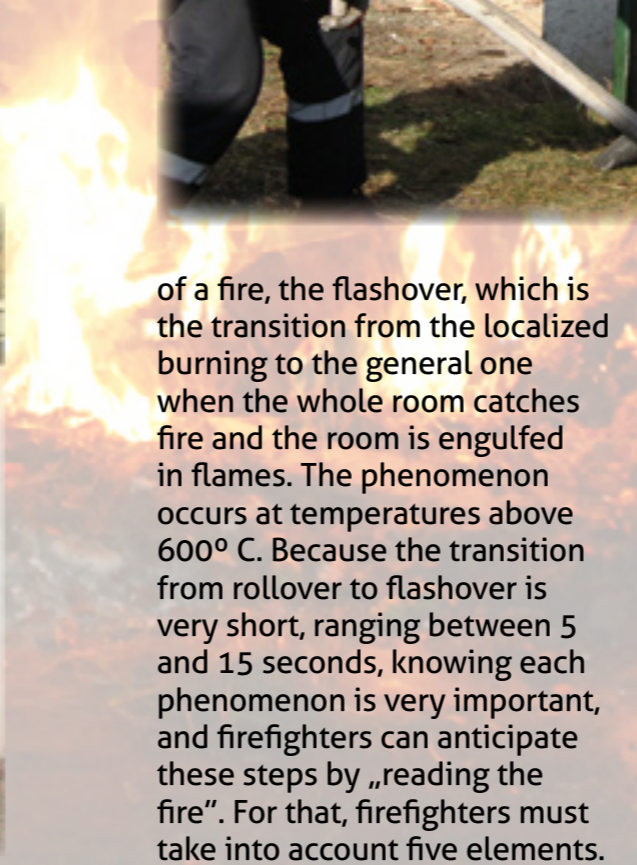 of a fire, the flashover, which is
the transition from the localized
burning to the general one
when the whole room catches
fire and the room is engulfed
in flames. The phenomenon
occurs at temperatures above
600º C. Because the transition
from rollover to flashover is
very short, ranging between 5
and 15 seconds, knowing each
phenomenon is very important,
and firefighters can anticipate
these steps by „reading the
fire”. For that, firefighters must
take into account five elements.